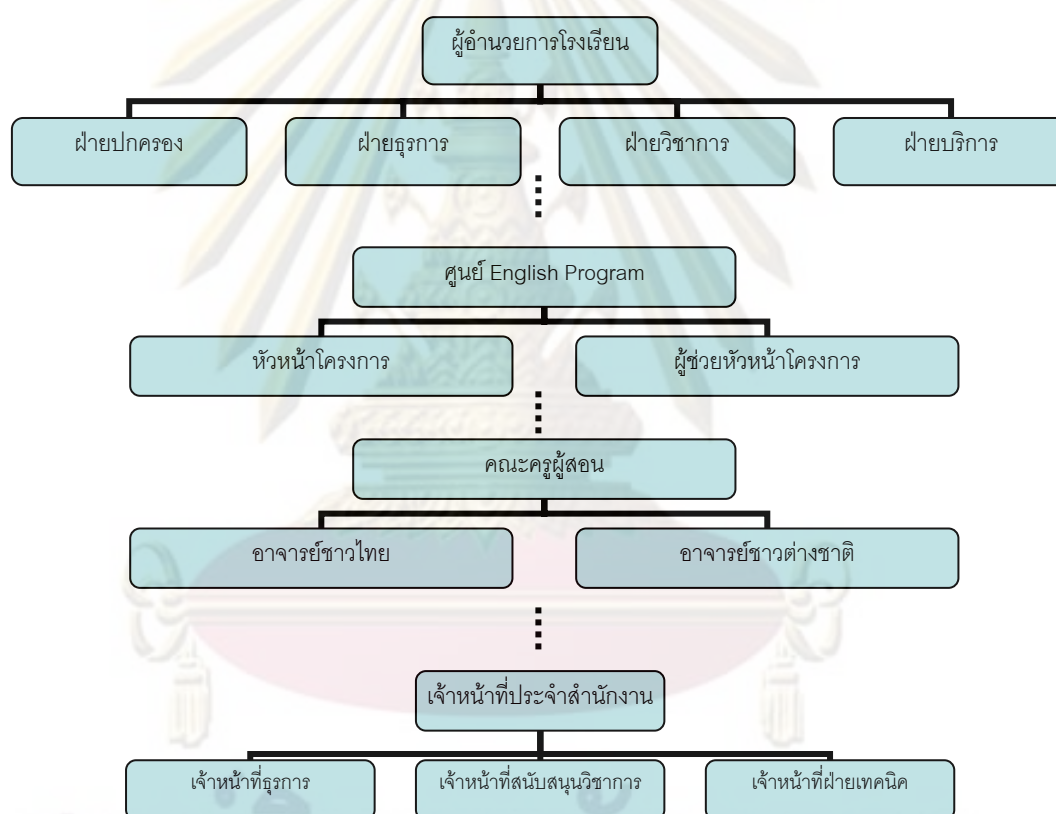 ผู้อำนวยการโรงเรียน
ฝ่ายปกครอง
ฝ่ายธุรการ
ฝ่ายวิชาการ
ฝ่ายบริการ
ศูนย์ English Program
หัวหน้าโครงการ
ผู้ช่วยหัวหน้าโครงการ
คณะครูผู้สอน
อาจารย์ชาวไทย
อาจารย์ชาวต่างชาติ
เจ้าหน้าที่ประจำสำนักงาน
เจ้าหน้าที่ธุรการ
เจ้าหน้าที่สนับสนุนวิชาการ
เจ้าหน้าที่ฝ่ายเทคนิค